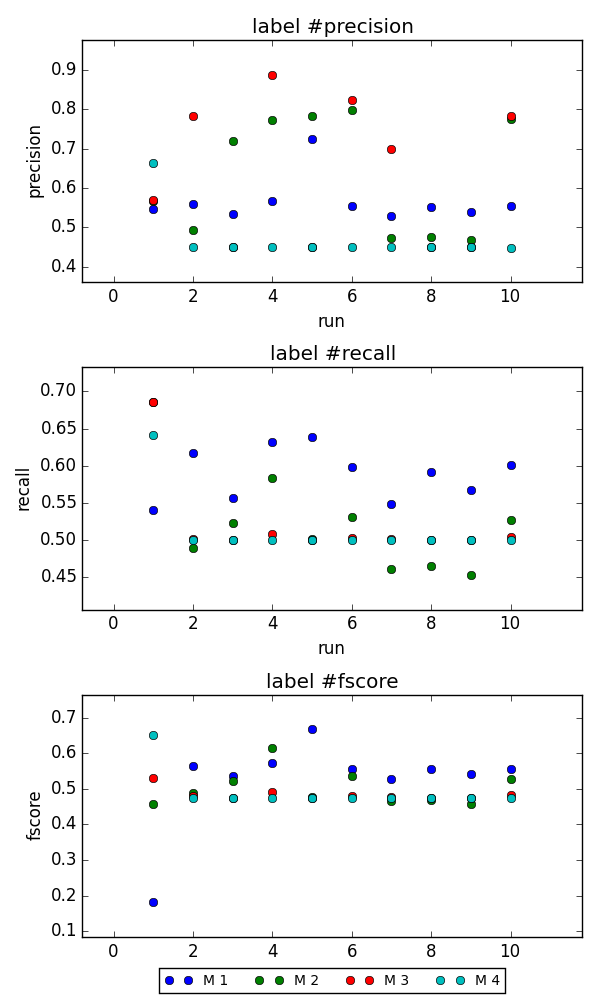 label #precision
0.9
0.8
0.7
0.6
0.5
0.4
precision
0 2 4 6 8 10
run
label #recall
0.70
0.65
0.60
0.55
0.50
0.45
recall
0 2 4 6 8 10
run
label #fscore
0.7
0.6
0.5
0.4
0.3
0.2
0.1
fscore
0 2 4 6 8 10
M 1 M 2 M 3 M 4